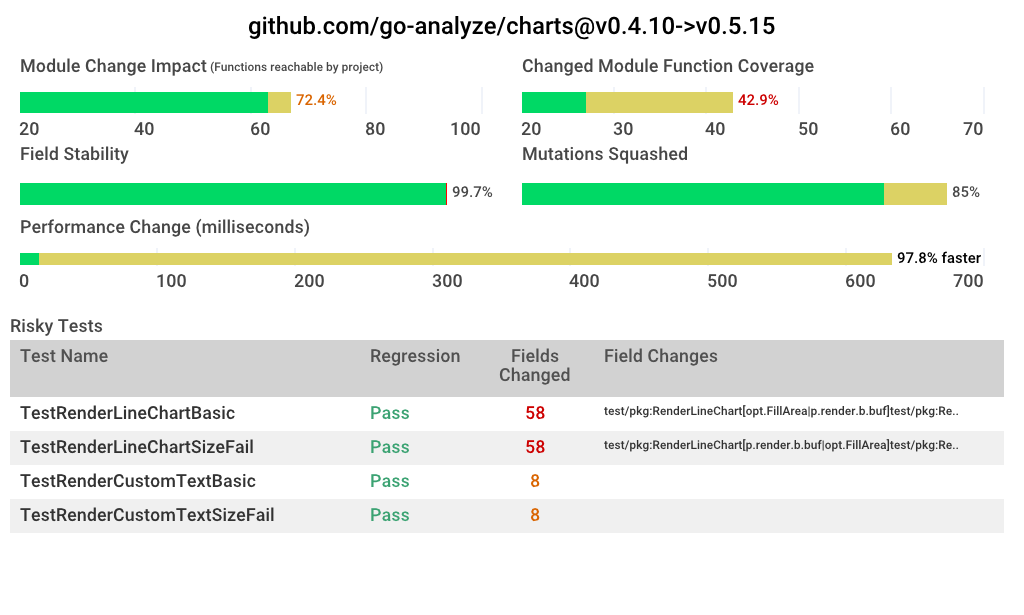 github.com/go-analyze/charts@v0.4.10->v0.5.15
Module Change Impact (Functions reachable by project)
72.4%
20 40 60 80 100
Changed Module Function Coverage
42.9%
20 30 40 50 60 70
Field Stability
99.7%
Mutations Squashed
85%
Performance Change (milliseconds)
97.8% faster
0 100 200 300 400 500 600 700
Risky Tests
Test Name Regression Fields Changed Field Changes
TestRenderLineChartBasic Pass 58 test/pkg:RenderLineChart[opt.FillArea|p.render.b.buf]test/pkg:Re..
TestRenderLineChartSizeFail Pass 58 test/pkg:RenderLineChart[p.render.b.buf|opt.FillArea]test/pkg:Re..
TestRenderCustomTextBasic Pass 8
TestRenderCustomTextSizeFail Pass 8